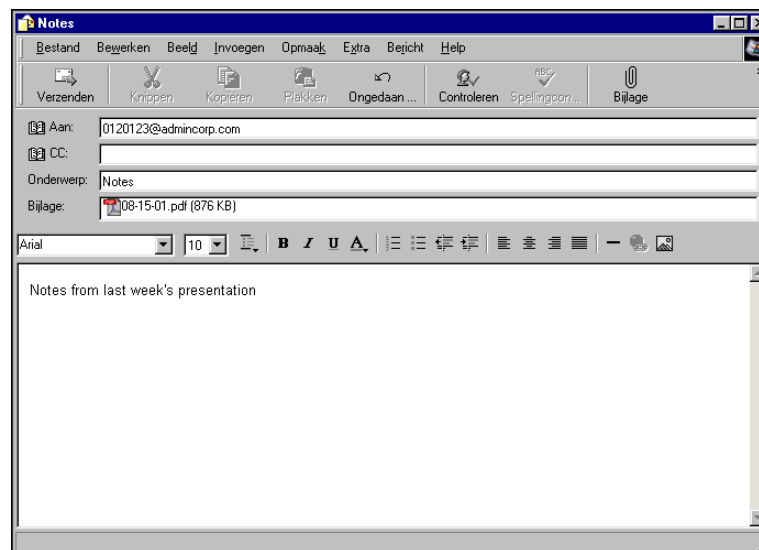 Notes
Bestand Bewerken Beeld Invoegen Opmaak Extra Bericht Help
Verzenden Knippen Kopiëren Plakken Ongedaan ... Controleren Spellingcon... Bijlage
Aan: 0120123@admincorp.com
CC:
Onderwerp: Notes
Bijlage: 08-15-01.pdf (876 KB)
Arial 10 B I U A
Notes from last week's presentation